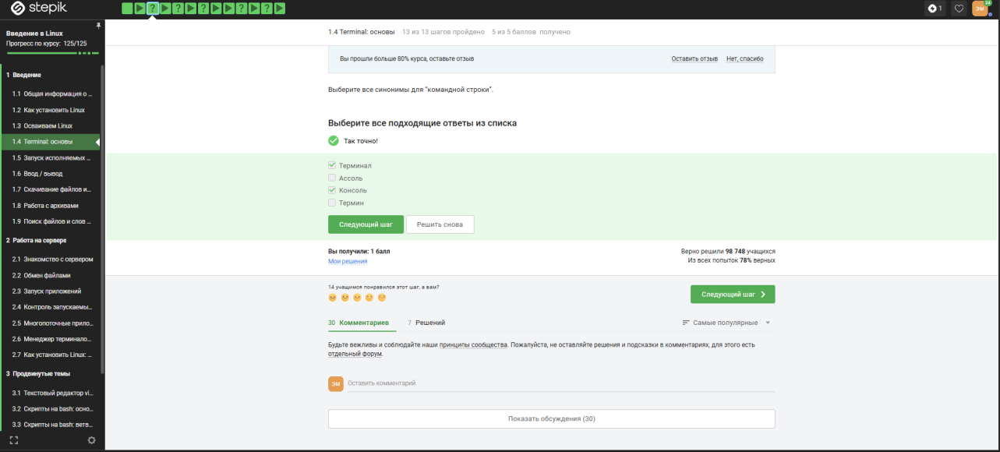 stepik
1
ЭМ
24
Введение в Linux
Прогресс по курсу: 125/125
1 Введение
1.1 Общая информация о ...
1.2 Как установить Linux
1.3 Осваиваем Linux
1.4 Terminal: основы
1.5 Запуск исполняемых ...
1.6 Ввод / вывод
1.7 Скачивание файлов и...
1.8 Работа с архивами
1.9 Поиск файлов и слов ...
2 Работа на сервере
2.1 Знакомство с сервером
2.2 Обмен файлами
2.3 Запуск приложений
2.4 Контроль запускаемы...
2.5 Многопоточные прило...
2.6 Менеджер терминало...
2.7 Как установить Linux: ...
3 Продвинутые темы
3.1 Текстовый редактор vi...
3.2 Скрипты на bash: осно...
3.3 Скрипты на bash: ветв...
1.4 Terminal: основы 13 из 13 шагов пройдено 5 из 5 баллов получено
Вы прошли больше 80% курса, оставьте отзыв
Оставить отзыв Нет, спасибо
Выберите все синонимы для "командной строки".
Выберите все подходящие ответы из списка
Так точно!
Терминал
Ассоль
Консоль
Термин
Следующий шаг Решить снова
Вы получили: 1 балл
Мои решения
Верно решили 98 748 учащихся
Из всех попыток 78% верных
14 учащимся понравился этот шаг, а вам?
Следующий шаг
30 Комментариев 7 Решений
Самые популярные
Будьте вежливы и соблюдайте наши принципы сообщества. Пожалуйста, не оставляйте решения и подсказки в комментариях, для этого есть
отдельный форум.
ЭМ Оставить комментарий
Показать обсуждения (30)